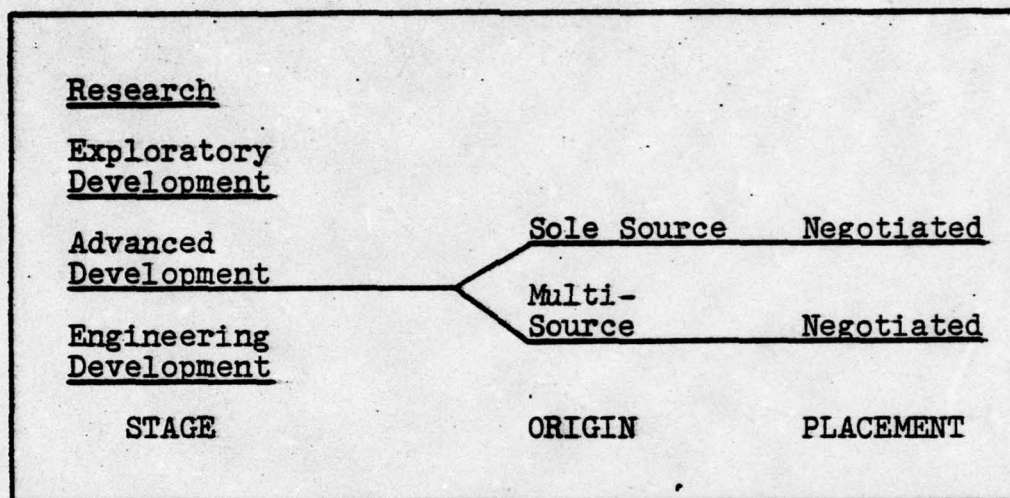 Research
Exploratory
Development
Advanced
Development
Engineering
Development
STAGE
Sole Source
Multi-
Source
ORIGIN
Negotiated
Negotiated
PLACEMENT